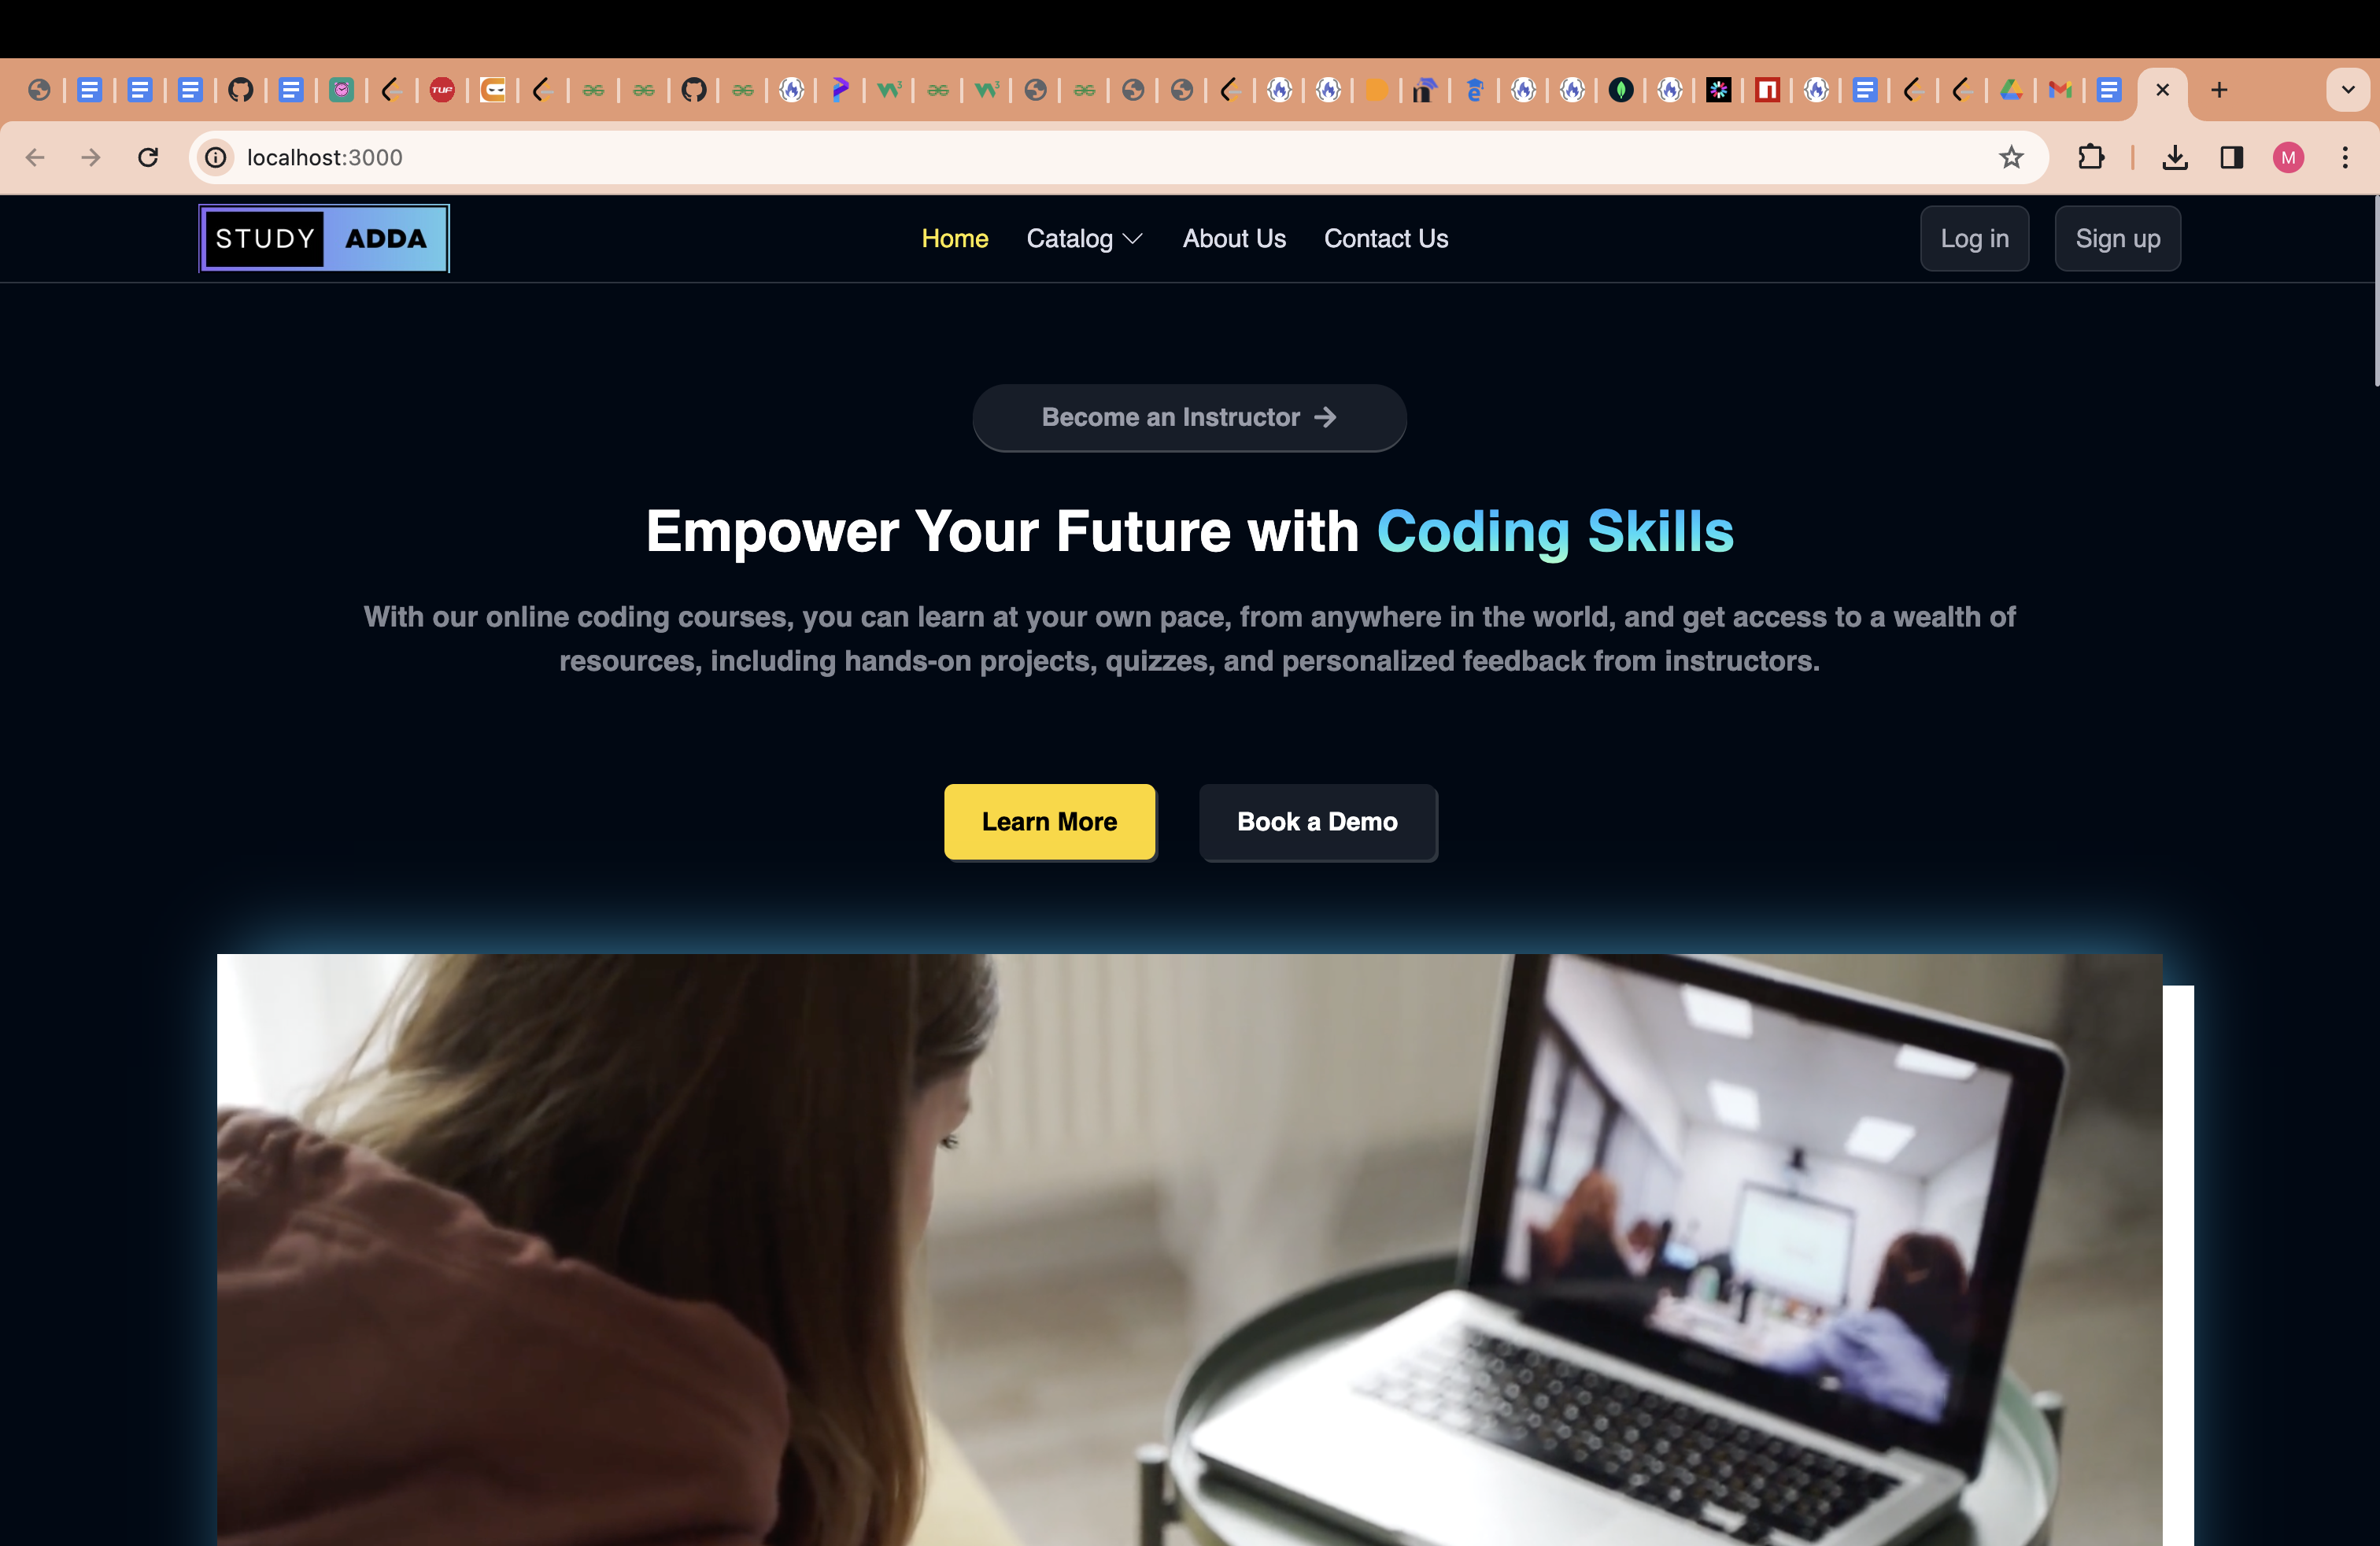 TUF
localhost:3000
M
STUDY ADDA
Home Catalog About Us Contact Us
Log in Sign up
Become an Instructor →
Empower Your Future with Coding Skills
With our online coding courses, you can learn at your own pace, from anywhere in the world, and get access to a wealth of
resources, including hands-on projects, quizzes, and personalized feedback from instructors.
Learn More Book a Demo